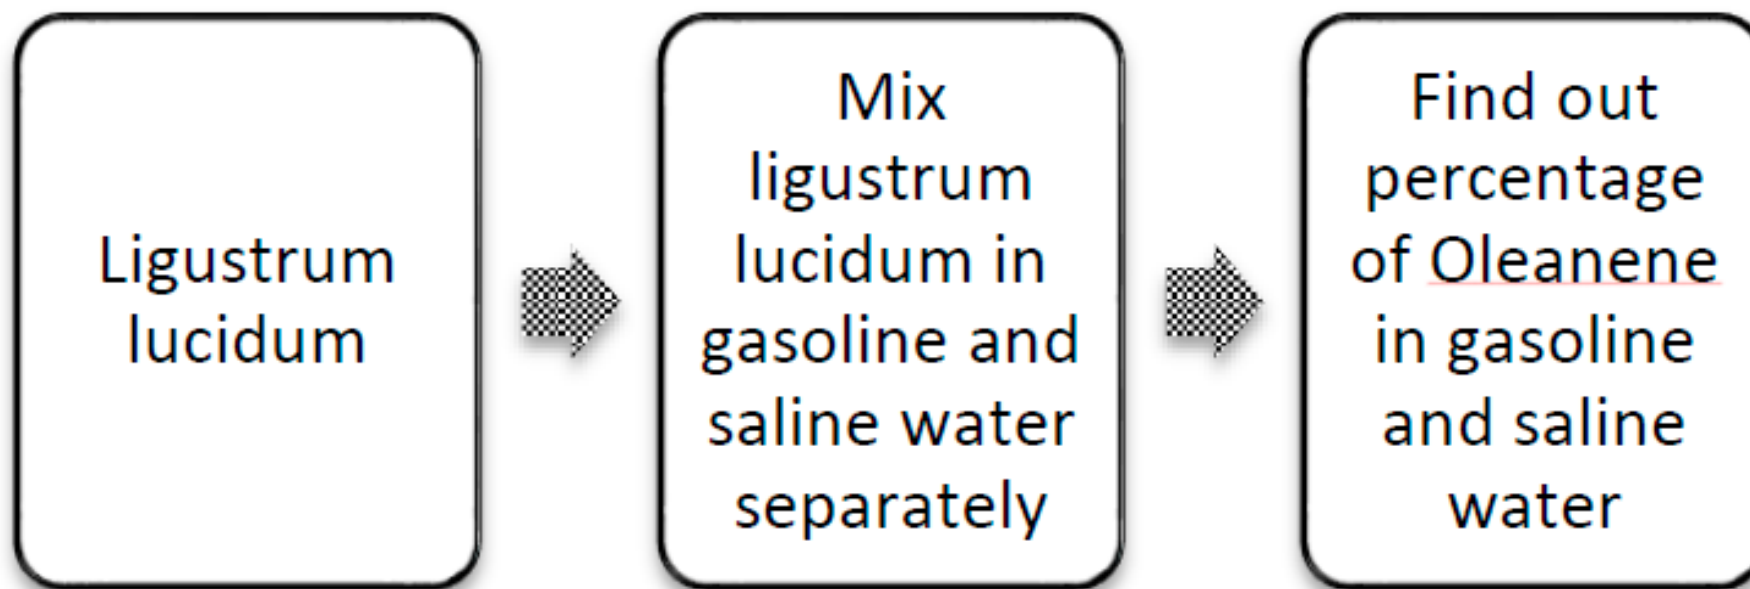 Ligustrum
lucidum
Mix
ligustrum
lucidum in
gasoline and
saline water
separately
Find out
percentage
of Oleanene
in gasoline
and saline
water